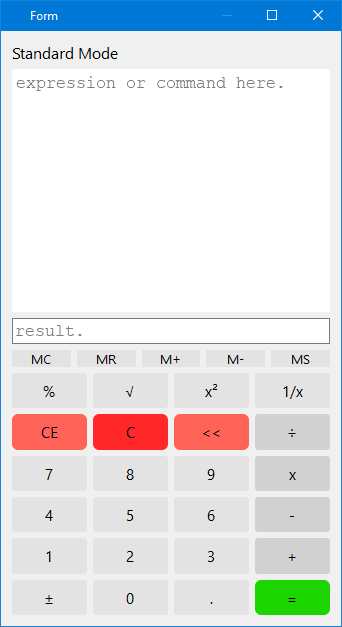 Form
Standard Mode
expression or command here.
result.
MC MR M+ M- MS
% √ x² 1/x
CE C << ÷
7 8 9 x
4 5 6 -
1 2 3 +
± 0 . =